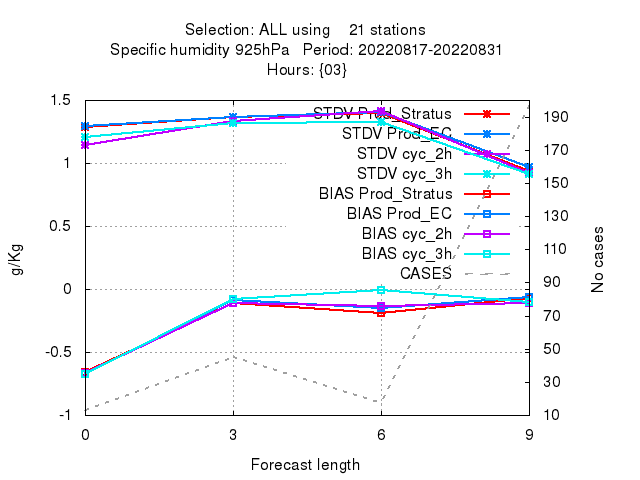 Selection: ALL using 21 stations
Specific humidity 925hPa Period: 20220817-20220831
Hours: {03}
1.5
1
0.5
0
-0.5
-1
g/Kg
STDV Prod_Stratus
STDV Prod_EC
STDV cyc_2h
STDV cyc_3h
BIAS Prod_Stratus
BIAS Prod_EC
BIAS cyc_2h
BIAS cyc_3h
CASES
190
170
150
130
110
90
70
50
30
10
No cases
0 3 6 9
Forecast length